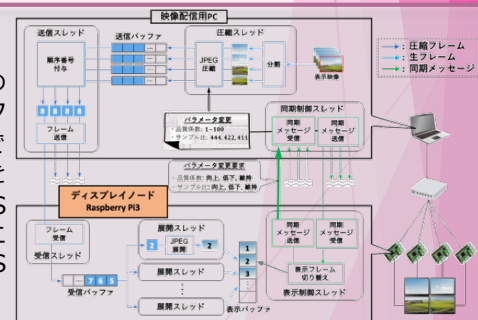 映像配信用PC
送信スレッド
送信バッファ
圧縮スレッド
順序番号
付与
JPEG
圧縮
分割
表示映像
8 8 8 8
フレーム
送信
パラメータ変更
・品質係数: 1~100
・サンプル比: 444, 422, 411
同期制御スレッド
同期
メッセージ
受信
同期
メッセージ
送信
: 圧縮フレーム
: 生フレーム
: 同期メッセージ
パラメータ変更要求
・品質係数: 向上, 低下, 維持
・サンプル比: 向上, 低下, 維持
ディスプレイノード
Raspberry Pi3
フレーム
受信
受信スレッド
7 6 5
受信バッファ
展開スレッド
2
JPEG
展開
2
展開スレッド
展開スレッド
1
2
3
表示バッファ
同期
メッセージ
送信
同期
メッセージ
受信
表示フレーム
切り替え
表示制御スレッド